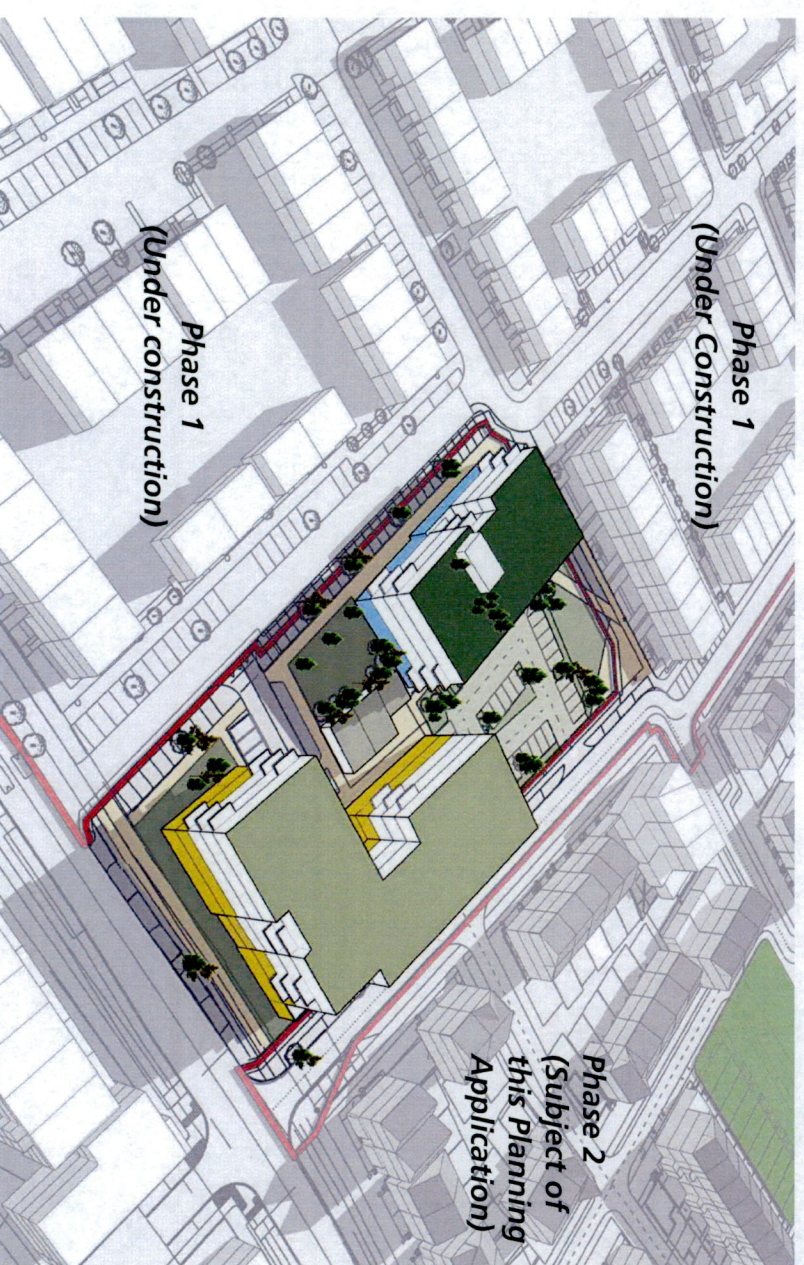 Phase 1
(Under Construction)
Phase 1
(Under construction)
Phase 2
(Subject of
this Planning
Application)